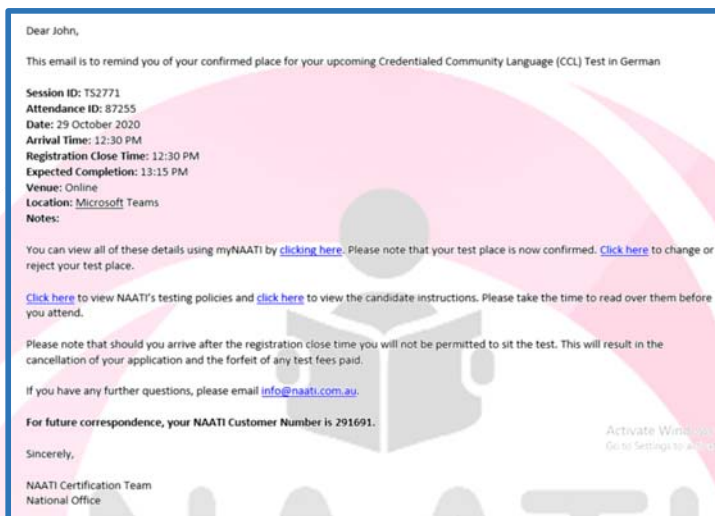 Dear John,
This email is to remind you of your confirmed place for your upcoming Credentialed Community Language (CCL) Test in German
Session ID: TS2771
Attendance ID: 87255
Date: 29 October 2020
Arrival Time: 12:30 PM
Registration Close Time: 12:30 PM
Expected Completion: 13:15 PM
Venue: Online
Location: Microsoft Teams
Notes:
You can view all of these details using myNAATI by clicking here. Please note that your test place is now confirmed. Click here to change or
reject your test place.
Click here to view NAATI's testing policies and click here to view the candidate instructions. Please take the time to read over them before
you attend.
Please note that should you arrive after the registration close time you will not be permitted to sit the test. This will result in the
cancellation of your application and the forfeit of any test fees paid.
If you have any further questions, please email info@naati.com.au.
For future correspondence, your NAATI Customer Number is 291691.
Activate Windows
Go to Settings to
Sincerely,
NAATI Certification Team
National Office
NAATI